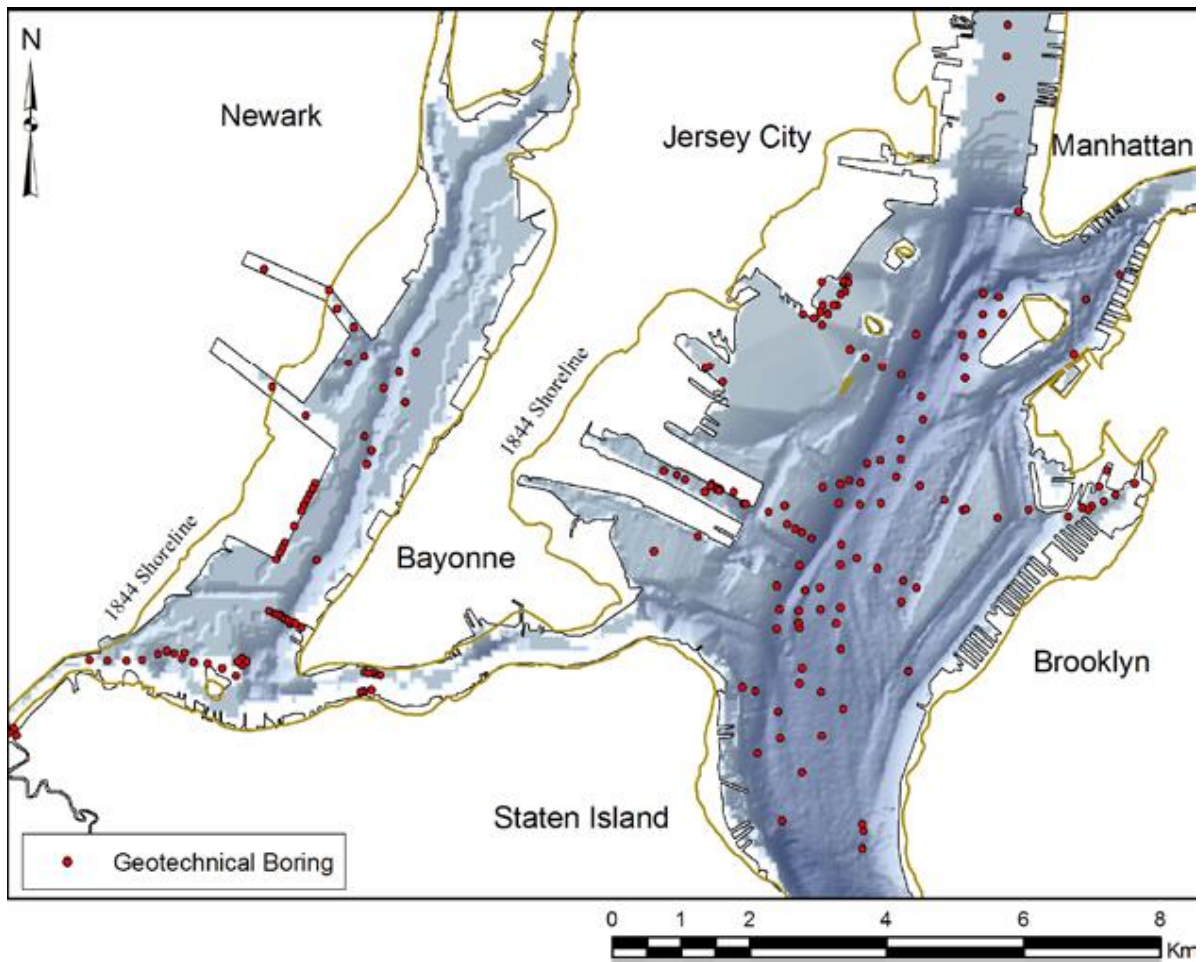 N
Newark
Jersey City
Manhattan
1844 Shoreline
1844 Shoreline
Bayonne
Brooklyn
Staten Island
Geotechnical Boring
0 1 2 4 6 8
Km